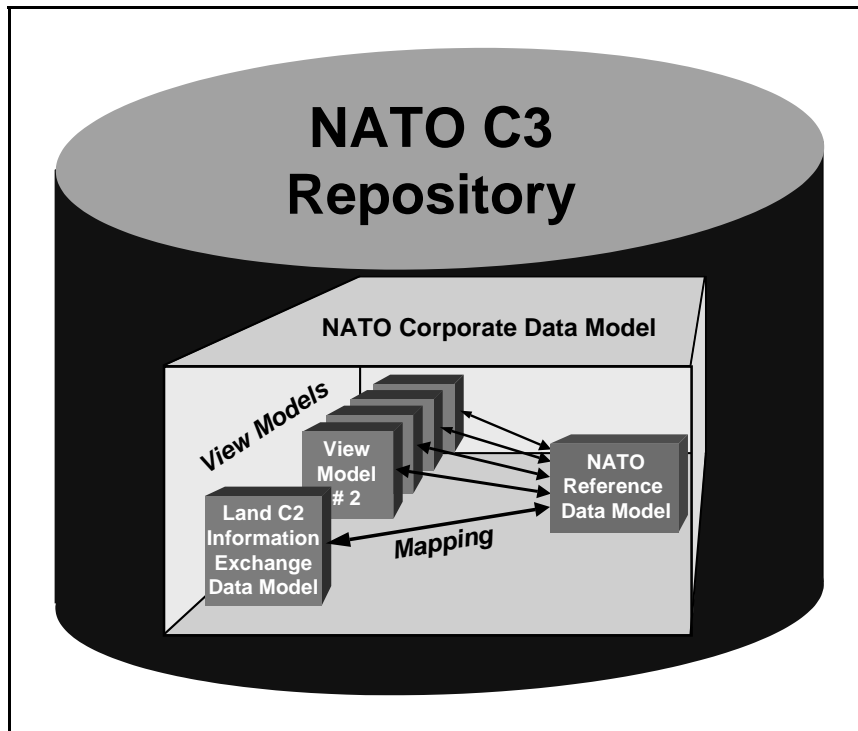 NATO C3
Repository
NATO Corporate Data Model
View Models
View
Model
# 2
NATO
Reference
Data Model
Land C2
Information
Exchange
Data Model
Mapping